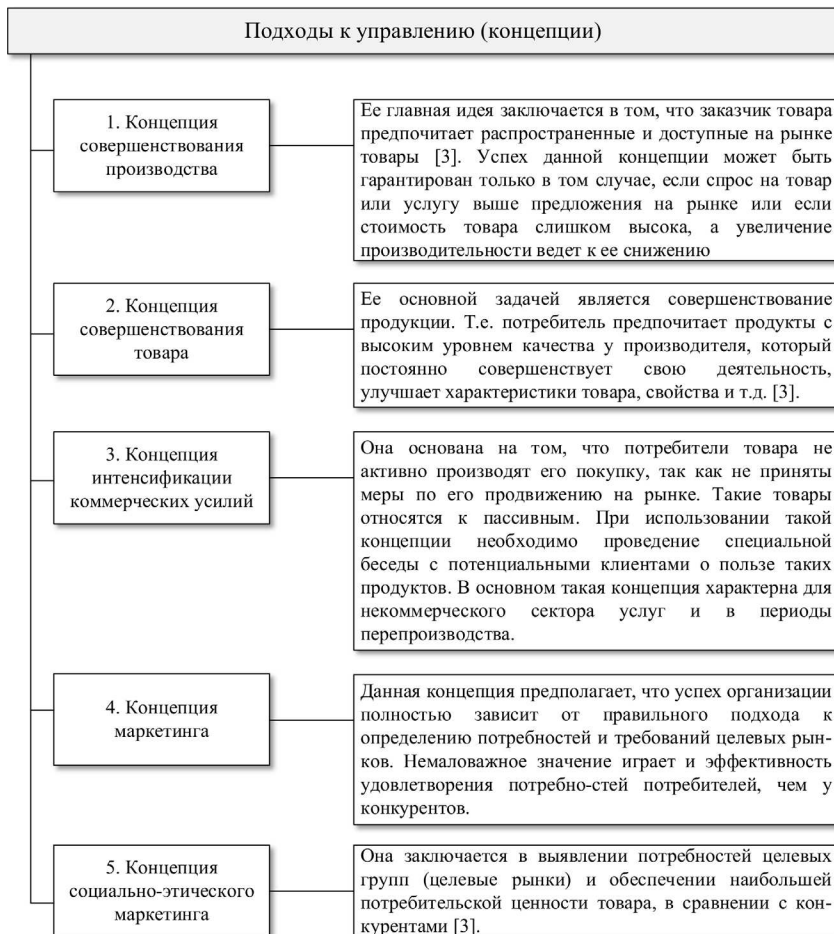 Подходы к управлению (концепции)
1. Концепция
совершенствования
производства
Ее главная идея заключается в том, что заказчик товара
предпочитает распространенные и доступные на рынке
товары [3]. Успех данной концепции может быть
гарантирован только в том случае, если спрос на товар
или услугу выше предложения на рынке или если
стоимость товара слишком высока, а увеличение
производительности ведет к ее снижению
2. Концепция
совершенствования
товара
Ее основной задачей является совершенствование
продукции. Т.е. потребитель предпочитает продукты с
высоким уровнем качества у производителя, который
постоянно совершенствует свою деятельность,
улучшает характеристики товара, свойства и т.д. [3].
3. Концепция
интенсификации
коммерческих усилий
Она основана на том, что потребители товара не
активно производят его покупку, так как не приняты
меры по его продвижению на рынке. Такие товары
относятся к пассивным. При использовании такой
концепции необходимо проведение специальной
беседы с потенциальными клиентами о пользе таких
продуктов. В основном такая концепция характерна для
некоммерческого сектора услуг и в периоды
перепроизводства.
4. Концепция
маркетинга
Данная концепция предполагает, что успех организации
полностью зависит от правильного подхода к
определению потребностей и требований целевых рын-
ков. Немаловажное значение играет и эффективность
удовлетворения потребно-стей потребителей, чем у
конкурентов.
5. Концепция
социально-этического
маркетинга
Она заключается в выявлении потребностей целевых
групп (целевые рынки) и обеспечении наибольшей
потребительской ценности товара, в сравнении с кон-
курентами [3].